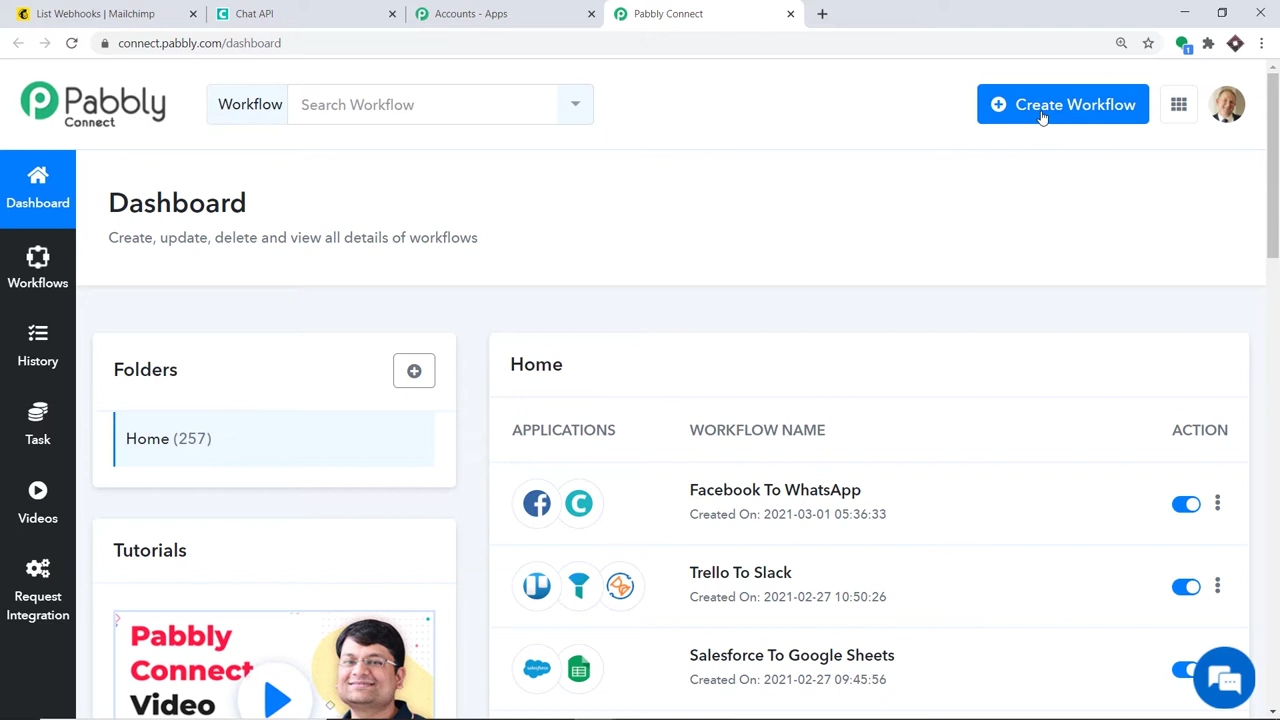 List Webhooks | Mailchimp
Chat API
Accounts - Apps
Pabbly Connect
connect.pabbly.com/dashboard
1
Pabbly
Connect
Workflow
Search Workflow
Create Workflow
Dashboard
Workflows
History
Task
Videos
Request
Integration
Dashboard
Create, update, delete and view all details of workflows
Folders
Home (257)
Tutorials
Pabbly
Connect
Video
Home
APPLICATIONS
WORKFLOW NAME
ACTION
Facebook To WhatsApp
Created On: 2021-03-01 05:36:33
Trello To Slack
Created On: 2021-02-27 10:50:26
Salesforce To Google Sheets
Created On: 2021-02-27 09:45:56